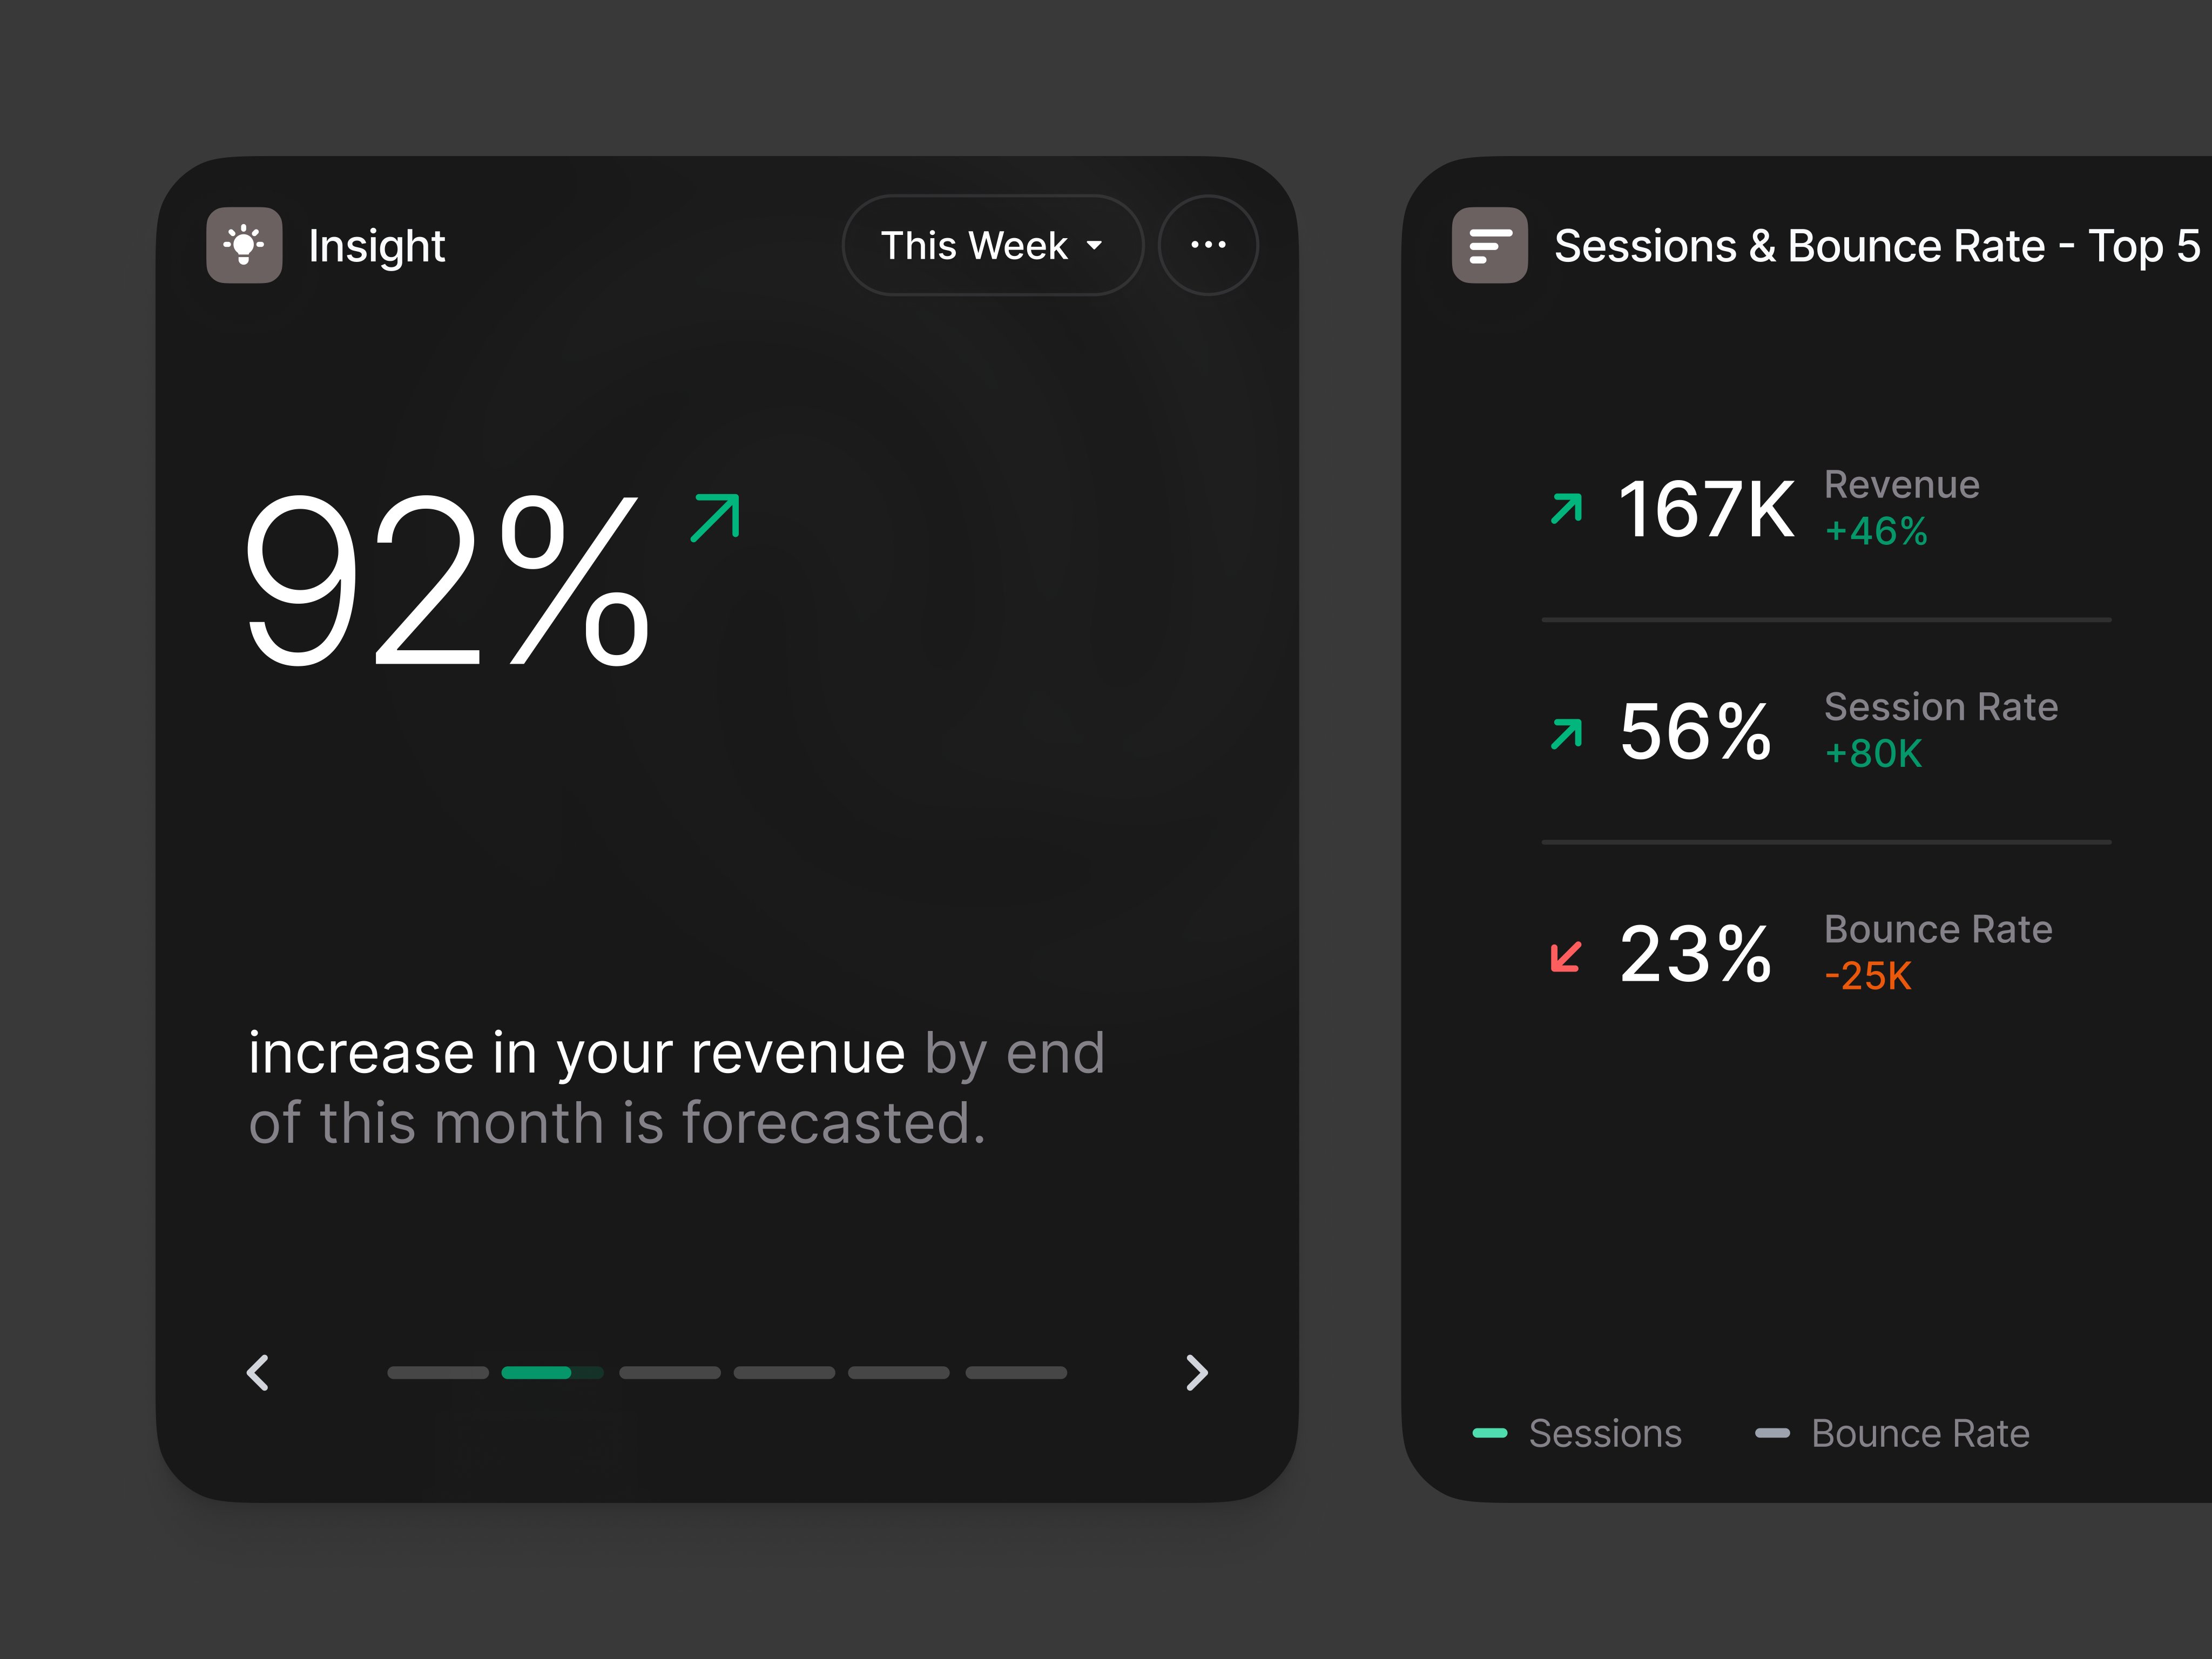 Insight
This Week
92%
increase in your revenue by end
of this month is forecasted.
Sessions & Bounce Rate - Top 5
167K
Revenue
+46%
56%
Session Rate
+80K
23%
Bounce Rate
-25K
Sessions
Bounce Rate